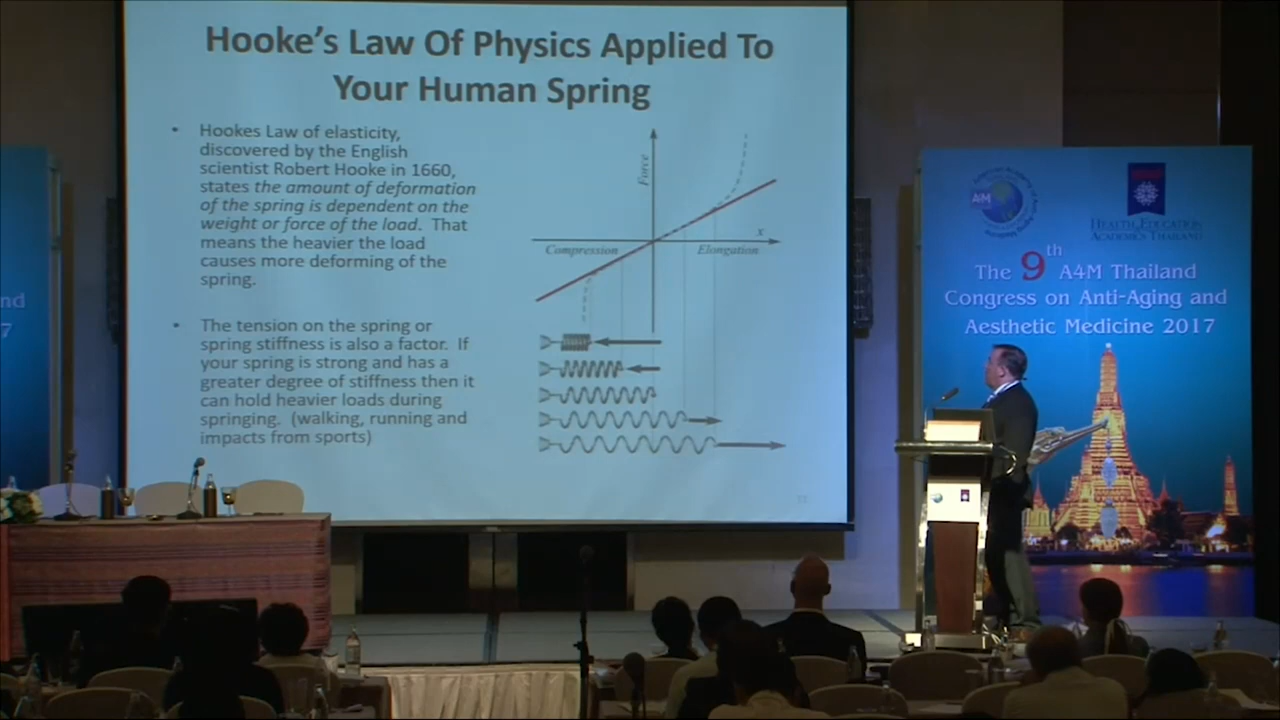 Hooke's Law Of Physics Applied To
Your Human Spring
• Hookes Law of elasticity,
discovered by the English
scientist Robert Hooke in 1660,
states the amount of deformation
of the spring is dependent on the
weight or force of the load. That
means the heavier the load
causes more deforming of the
spring.
• The tension on the spring or
spring stiffness is also a factor. If
your spring is strong and has a
greater degree of stiffness then it
can hold heavier loads during
springing. (walking, running and
impacts from sports)
Force
x
Compression
Elongation
nd
7
A4M
HEALTH EDUCATION
ACADEMICS THAILAND
The 9th A4M Thailand
Congress on Anti-Aging and
Aesthetic Medicine 2017